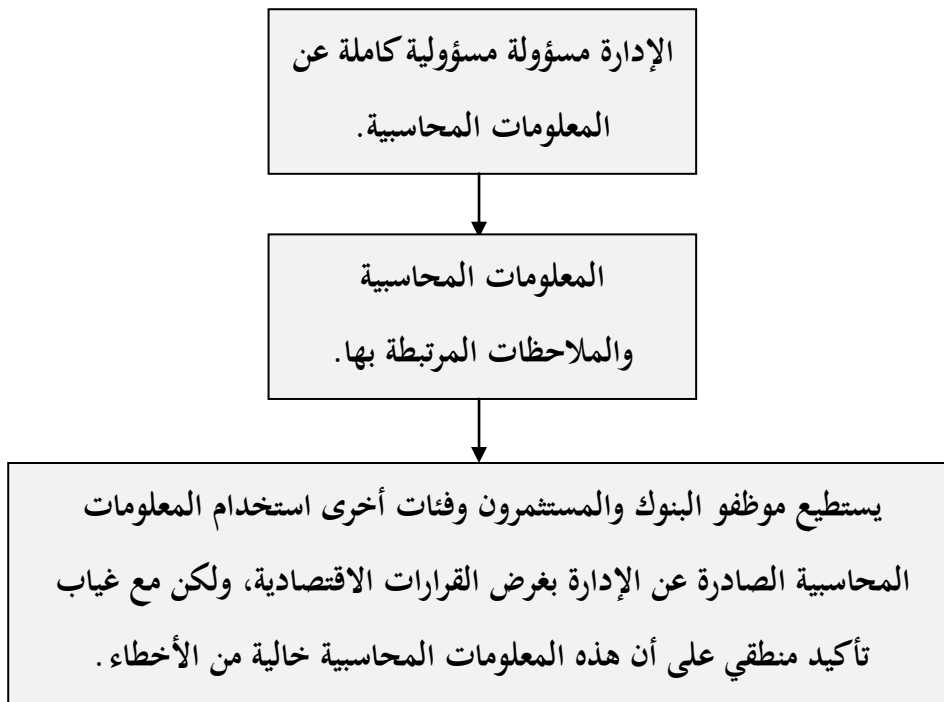 الإدارة مسؤولة مسؤولية كاملة عن
المعلومات المحاسبية.
المعلومات المحاسبية
والملاحظات المرتبطة بها.
يستطيع موظفو البنوك والمستثمرون وفئات أخرى استخدام المعلومات
المحاسبية الصادرة عن الإدارة بغرض القرارات الاقتصادية، ولكن مع غياب
تأكيد منطقي على أن هذه المعلومات المحاسبية خالية من الأخطاء.